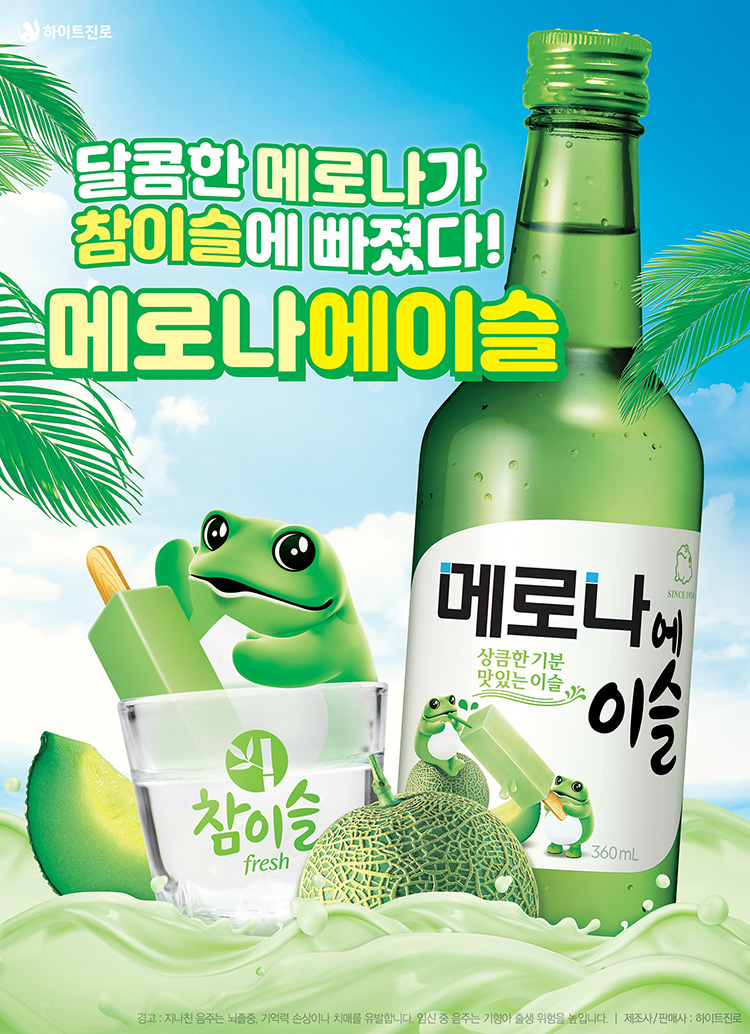 하이트진로
달콤한 메로나가
참이슬에 빠졌다!
메로나에이슬
메로나에
이슬
SINCE 1924
상큼한 기분
맛있는 이슬
360mL
참이슬
fresh
경고 : 지나친 음주는 뇌졸중, 기억력 손상이나 치매를 유발합니다. 임신 중 음주는 기형아 출생 위험을 높입니다. | 제조사/판매사 : 하이트진로